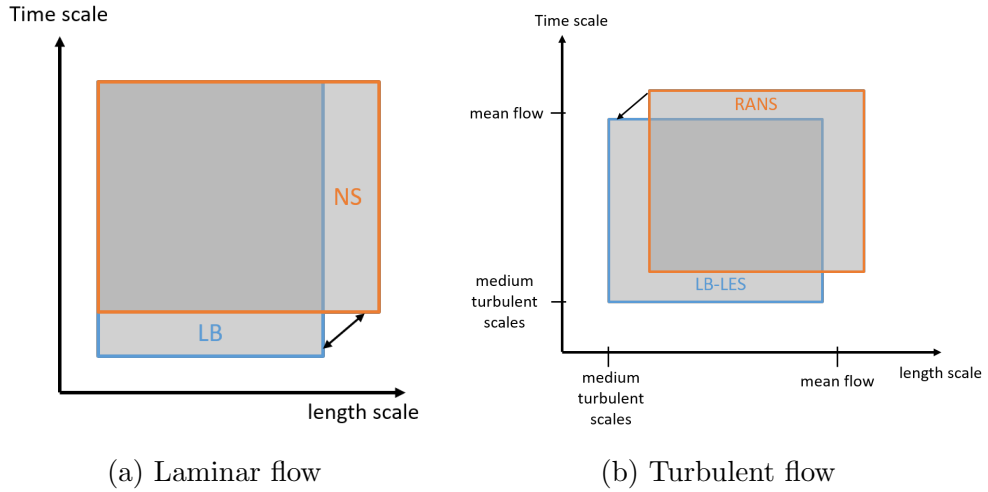 Time scale
NS
LB
length scale
(a) Laminar flow
Time scale
mean flow
RANS
medium
turbulent
scales
LB-LES
medium
turbulent
scales
mean flow
length scale
(b) Turbulent flow